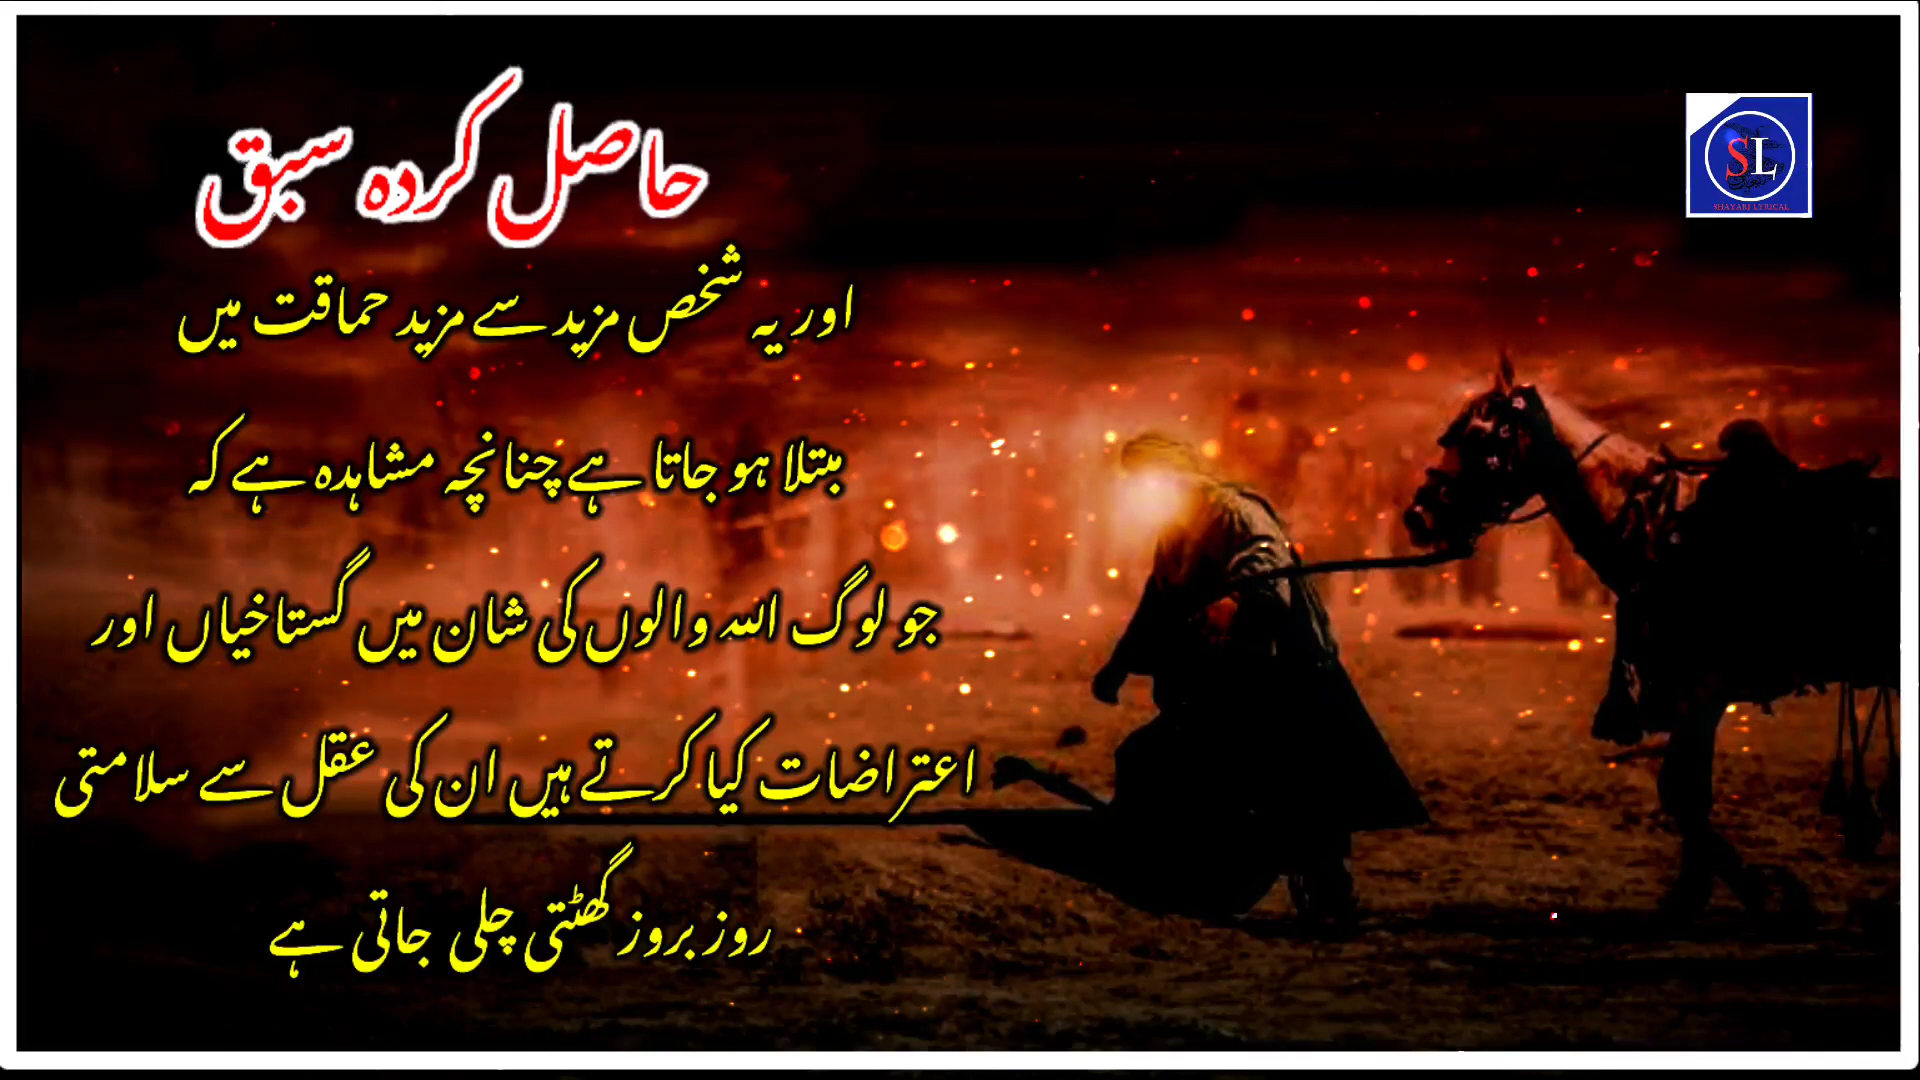 حاصل کردہ سبق
SL
SHAYARI LYRICAL
اور یہ شخص مزید سے مزید حماقت میں
مبتلا ہو جاتا ہے چنانچہ مشاہدہ ہے کہ
جو لوگ اللہ والوں کی شان میں گستاخیاں اور
اعتراضات کیا کرتے ہیں ان کی عقل سے سلامتی
روز بروز گھٹتی چلی جاتی ہے